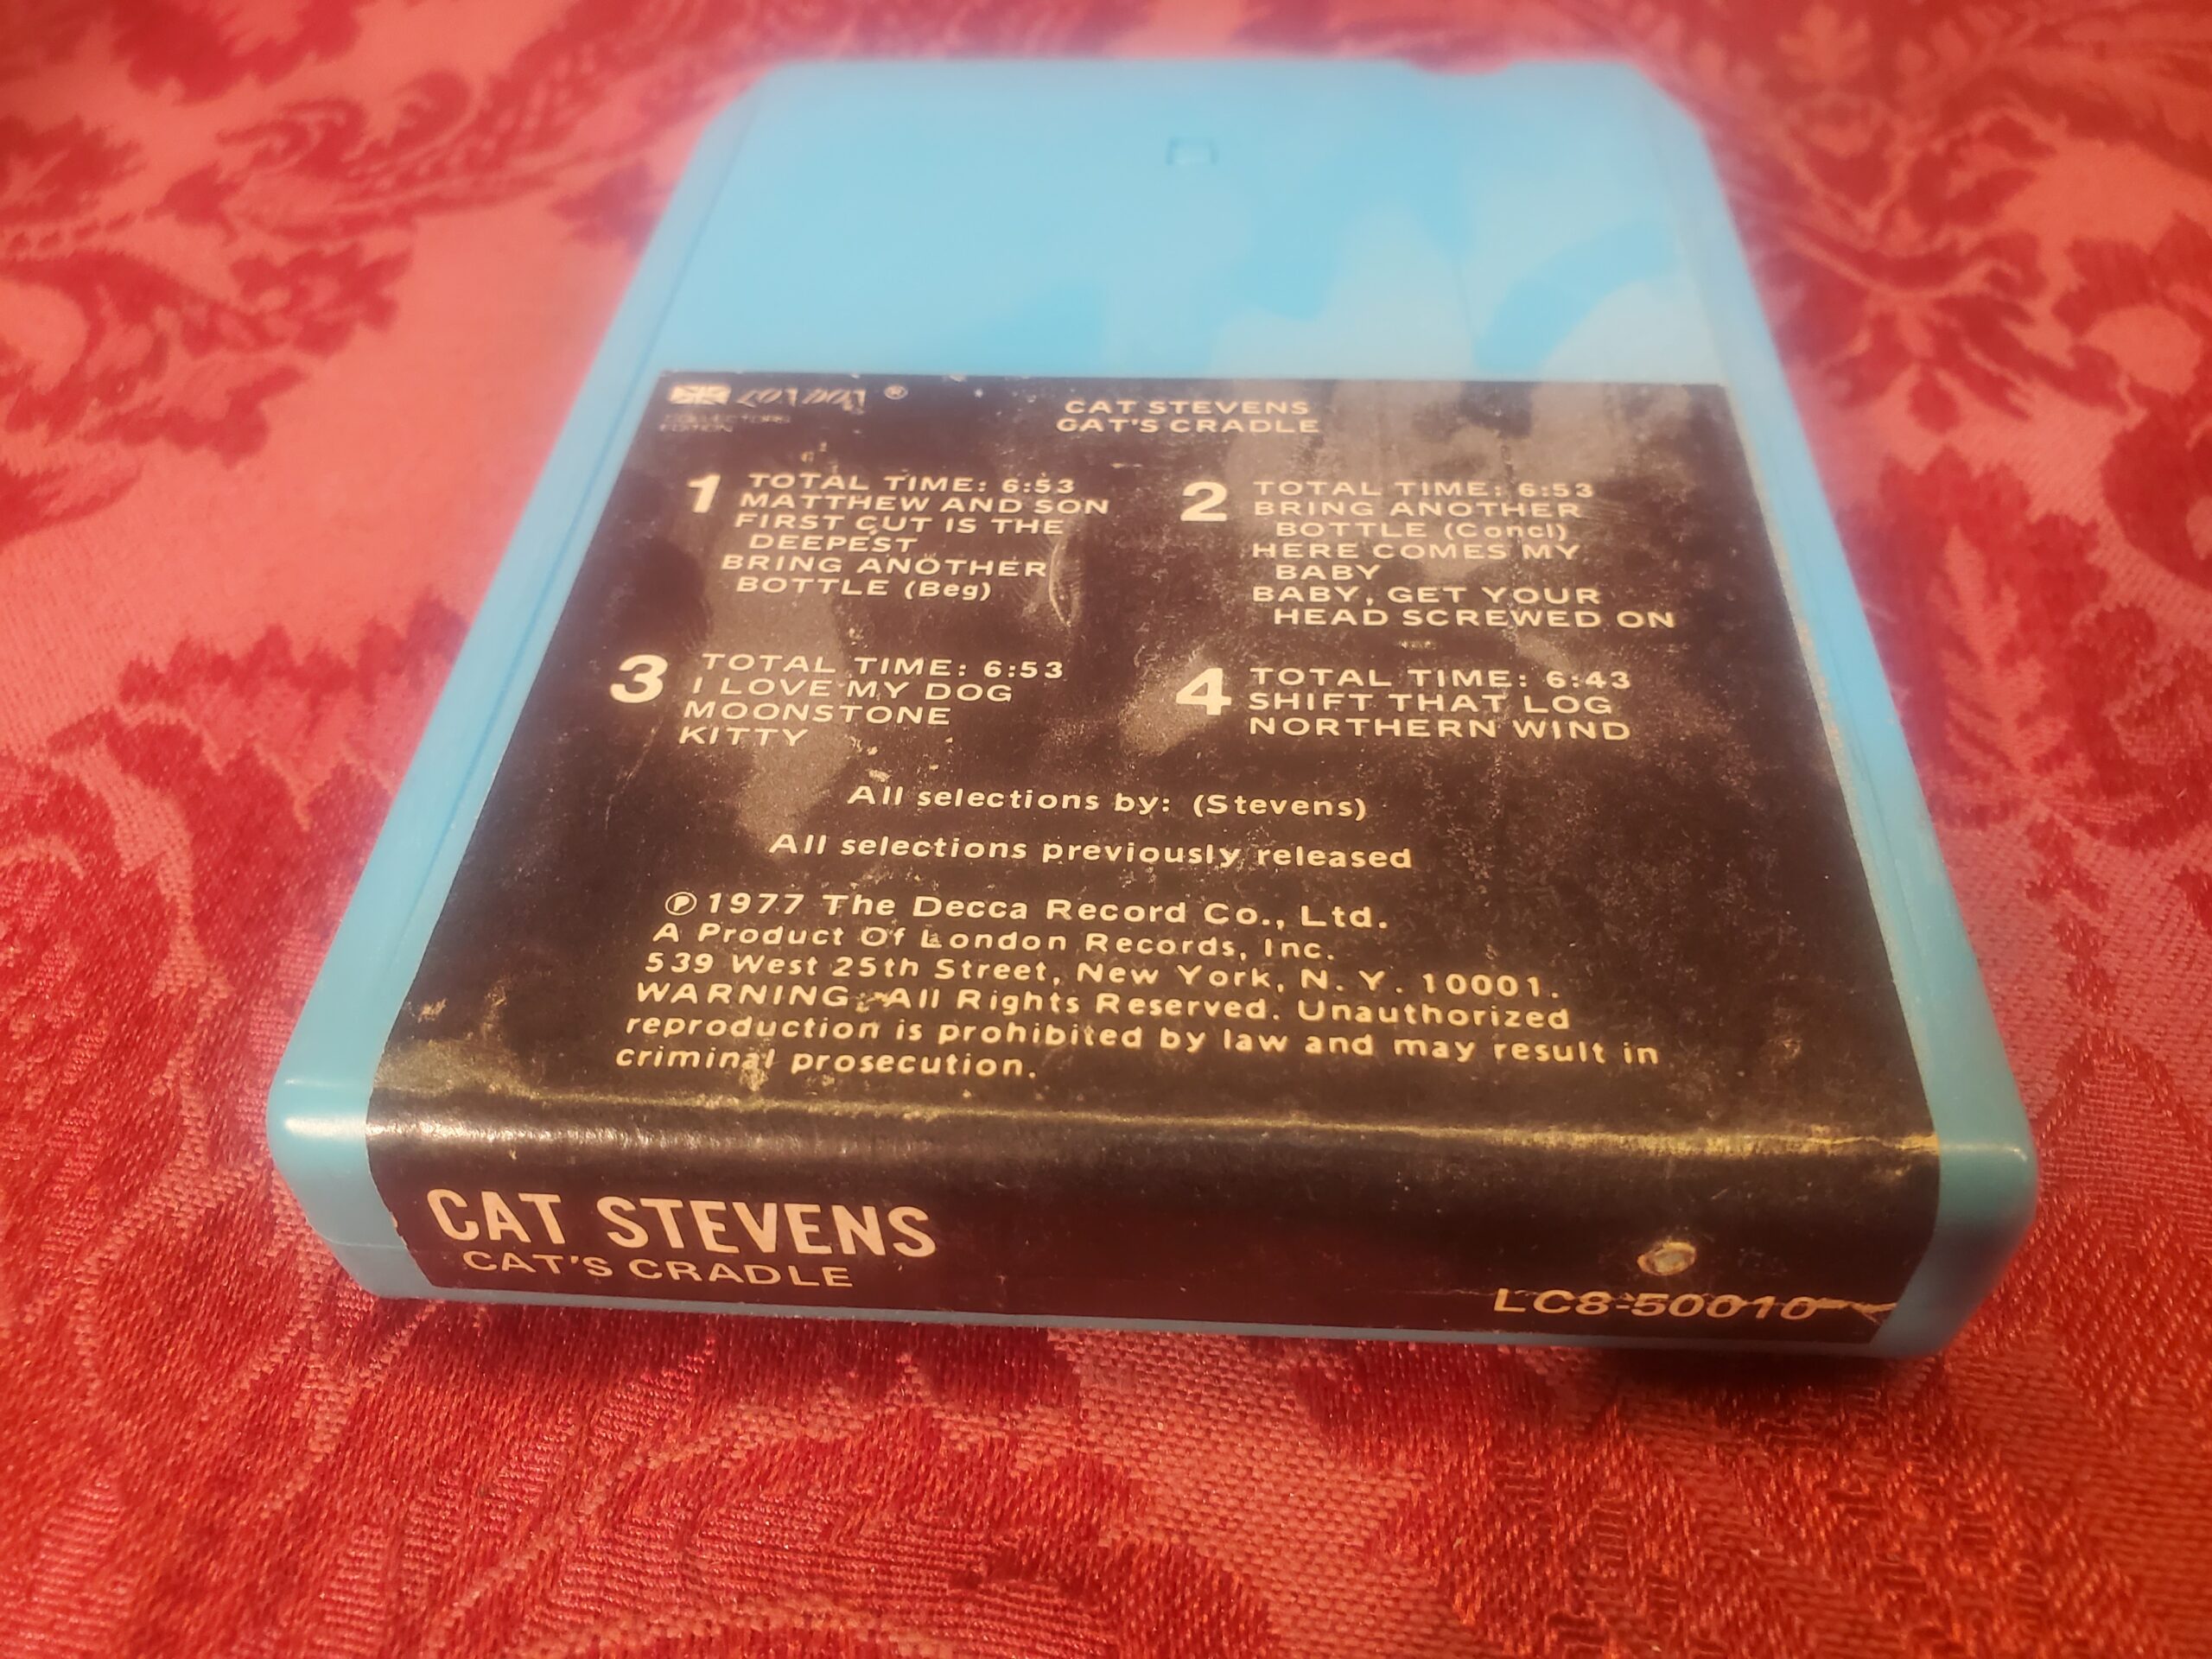 LONDON ®
COLLECTORS
EDITION
CAT STEVENS
CAT'S CRADLE
1 TOTAL TIME: 6:53
MATTHEW AND SON
FIRST CUT IS THE
DEEPEST
BRING ANOTHER
BOTTLE (Beg)
2 TOTAL TIME: 6:53
BRING ANOTHER
BOTTLE (Concl)
HERE COMES MY
BABY
BABY, GET YOUR
HEAD SCREWED ON
3 TOTAL TIME: 6:53
I LOVE MY DOG
MOONSTONE
KITTY
4 TOTAL TIME: 6:43
SHIFT THAT LOG
NORTHERN WIND
All selections by: (Stevens)
All selections previously released
℗ 1977 The Decca Record Co., Ltd.
A Product Of London Records, Inc.
539 West 25th Street, New York, N. Y. 10001.
WARNING: All Rights Reserved. Unauthorized
reproduction is prohibited by law and may result in
criminal prosecution.
CAT STEVENS
CAT'S CRADLE
LC8-50010